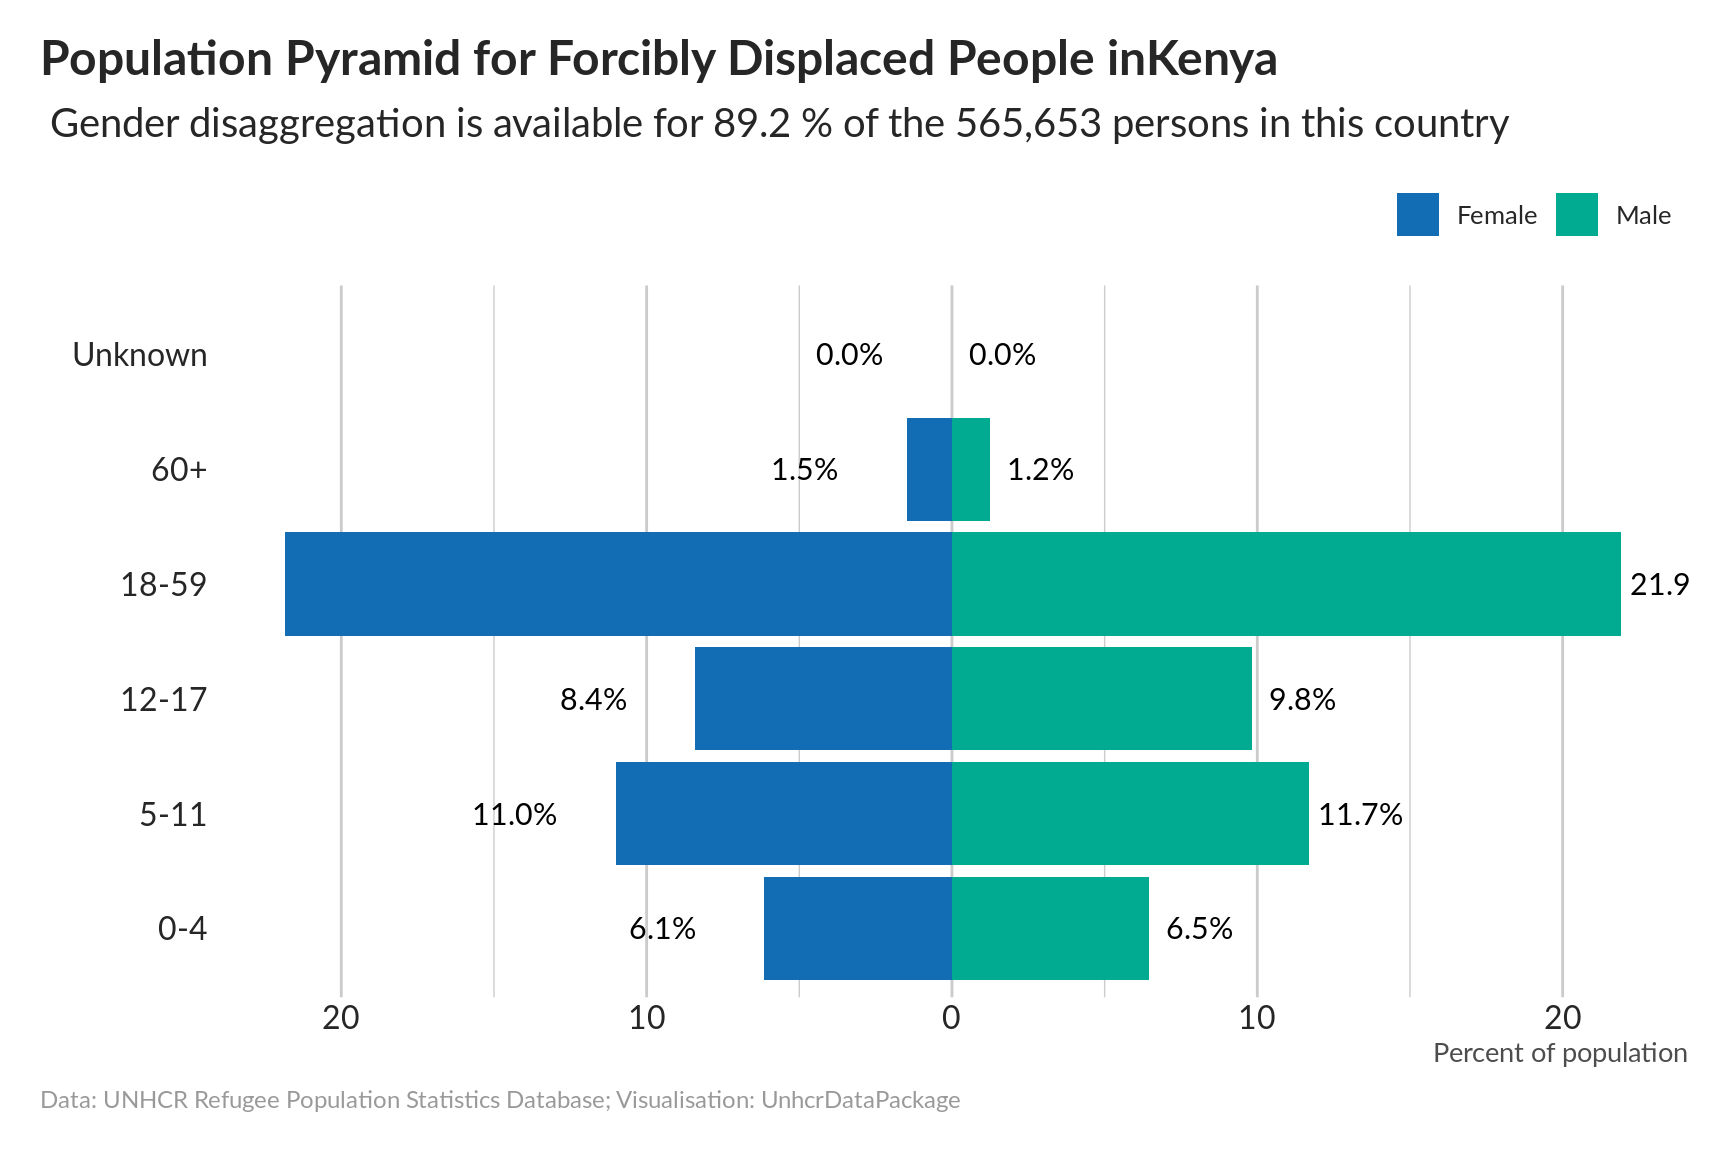 Population Pyramid for Forcibly Displaced People inKenya
Gender disaggregation is available for 89.2 % of the 565,653 persons in this country
Female Male
Unknown 0.0% 0.0%
60+ 1.5% 1.2%
18-59 21.9
12-17 8.4% 9.8%
5-11 11.0% 11.7%
0-4 6.1% 6.5%
20 10 0 10 20
Percent of population
Data: UNHCR Refugee Population Statistics Database; Visualisation: UnhcrDataPackage